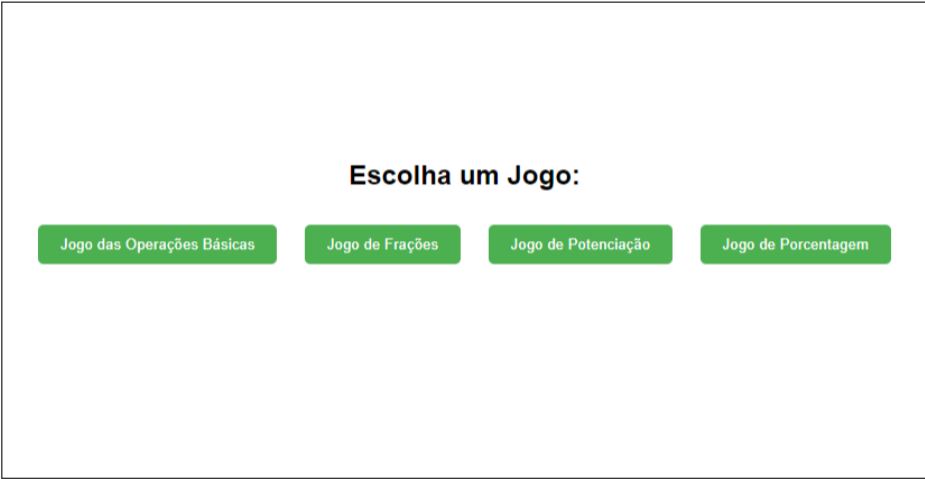 Escolha um Jogo:
Jogo das Operações Básicas
Jogo de Frações
Jogo de Potenciação
Jogo de Porcentagem